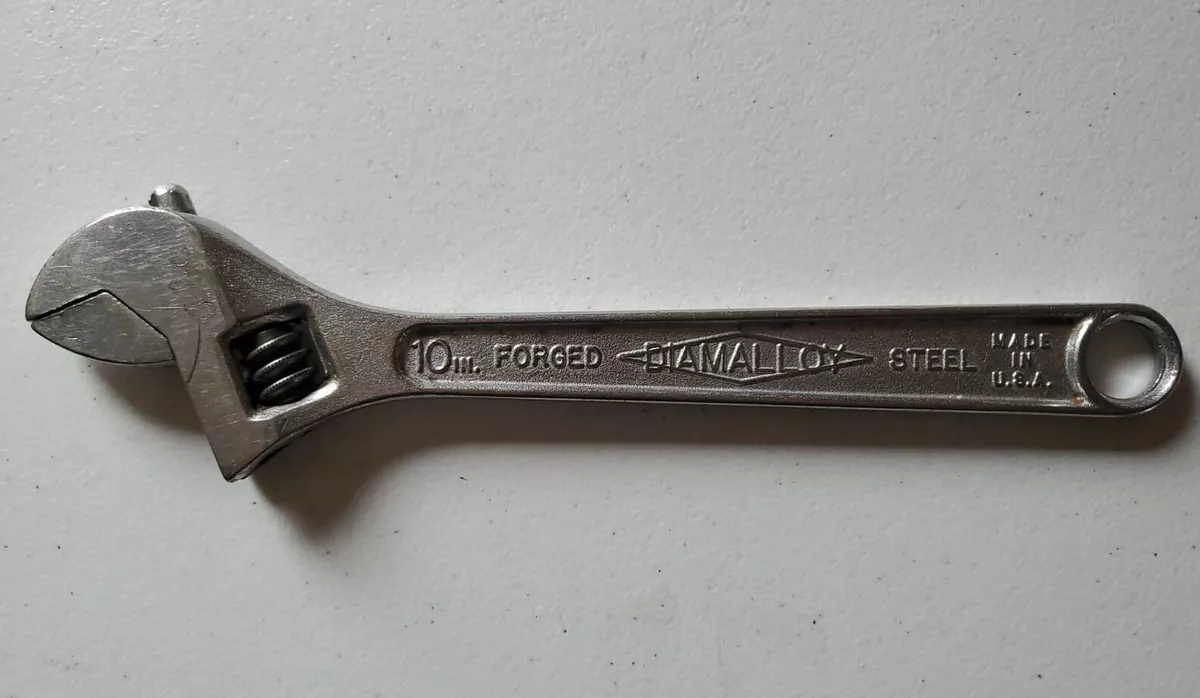 10 IN. FORGED DIAMALLOY STEEL
MADE
IN
U.S.A.